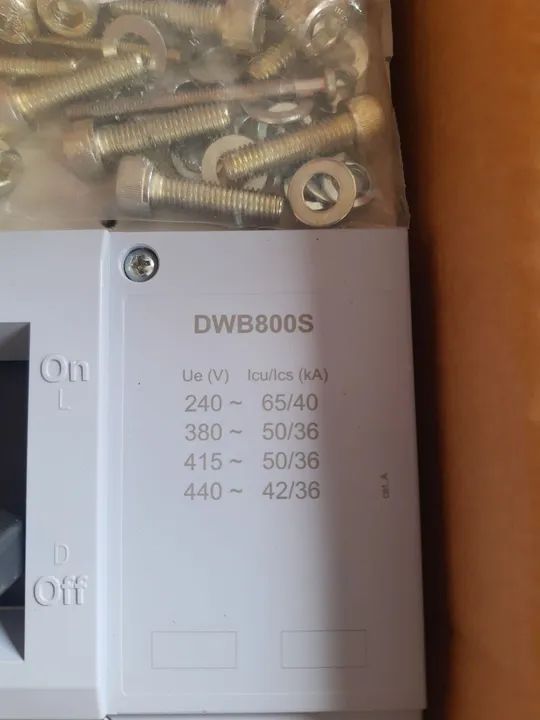 DWB800S
Ue (V) Icu/Ics (kA)
240 ~ 65/40
380 ~ 50/36
415 ~ 50/36
440 ~ 42/36
cat. A
On
L
D
Off